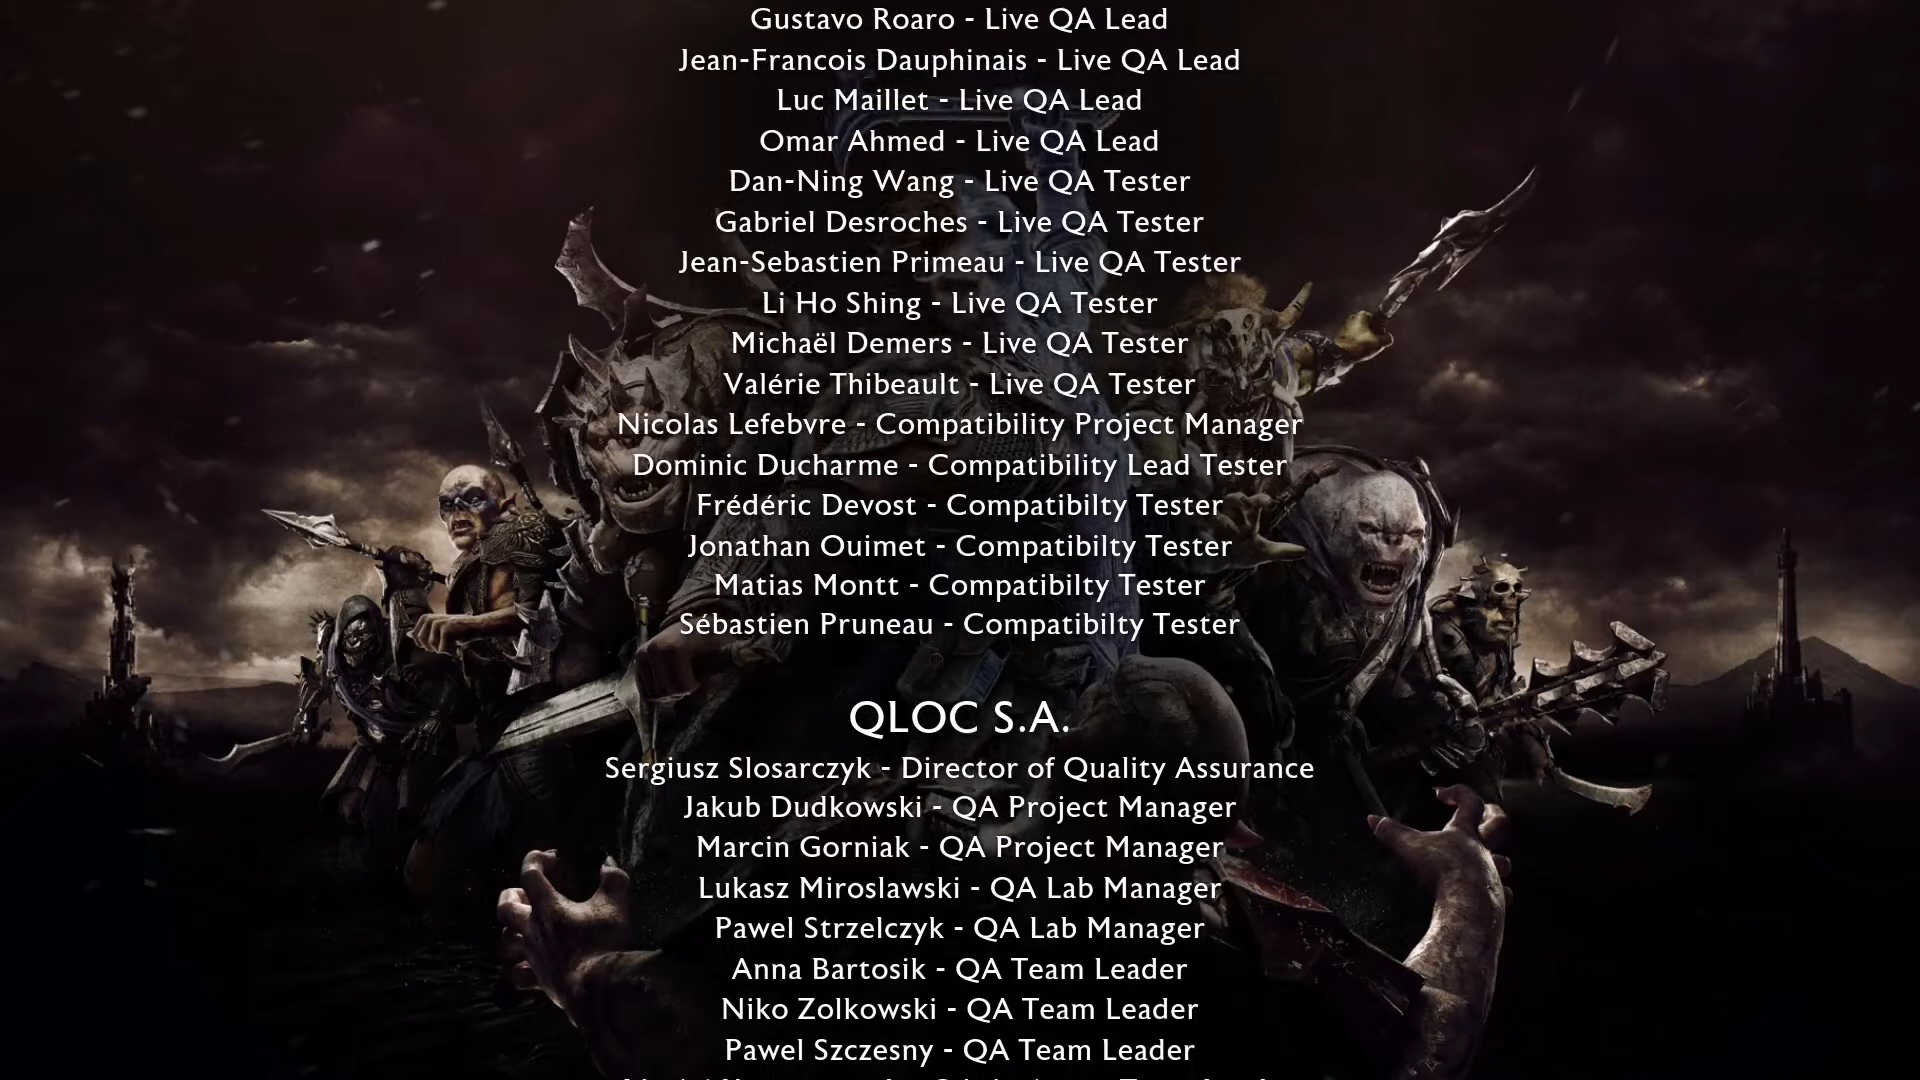 Gustavo Roaro - Live QA Lead
Jean-Francois Dauphinais - Live QA Lead
Luc Maillet - Live QA Lead
Omar Ahmed - Live QA Lead
Dan-Ning Wang - Live QA Tester
Gabriel Desroches - Live QA Tester
Jean-Sebastien Primeau - Live QA Tester
Li Ho Shing - Live QA Tester
Michaël Demers - Live QA Tester
Valérie Thibeault - Live QA Tester
Nicolas Lefebvre - Compatibility Project Manager
Dominic Ducharme - Compatibility Lead Tester
Frédéric Devost - Compatibilty Tester
Jonathan Ouimet - Compatibilty Tester
Matias Montt - Compatibilty Tester
Sébastien Pruneau - Compatibilty Tester
QLOC S.A.
Sergiusz Slosarczyk - Director of Quality Assurance
Jakub Dudkowski - QA Project Manager
Marcin Gorniak - QA Project Manager
Lukasz Miroslawski - QA Lab Manager
Pawel Strzelczyk - QA Lab Manager
Anna Bartosik - QA Team Leader
Niko Zolkowski - QA Team Leader
Pawel Szczesny - QA Team Leader